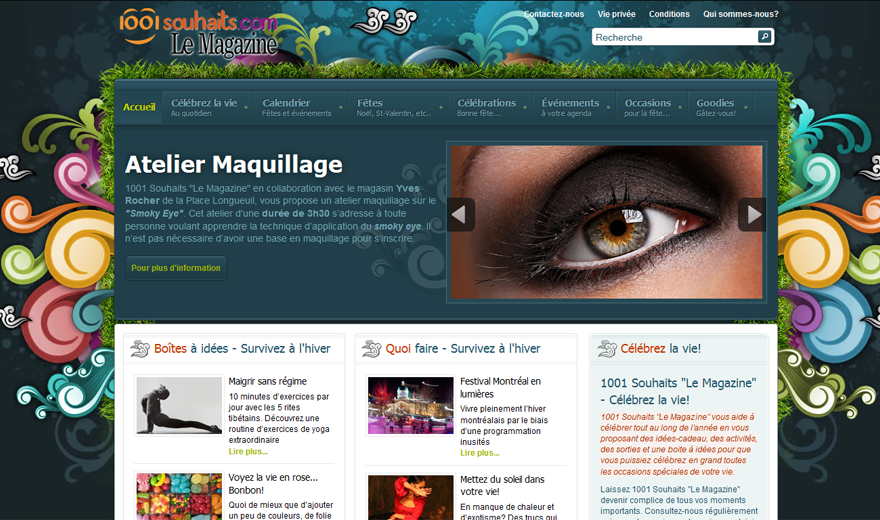 1001souhaits.com
Le Magazine
Contactez-nous Vie privée Conditions Qui sommes-nous?
Recherche
Accueil
Célébrez la vie
Au quotidien
Calendrier
Fêtes et événements
Fêtes
Noël, St-Valentin, etc..
Célébrations
Bonne fête...
Événements
à votre agenda
Occasions
pour la fête...
Goodies
Gâtez-vous!
Atelier Maquillage
1001 Souhaits "Le Magazine" en collaboration avec le magasin Yves
Rocher de la Place Longueuil, vous propose un atelier maquillage sur le
"Smoky Eye". Cet atelier d'une durée de 3h30 s'adresse à toute
personne voulant apprendre la technique d'application du smoky eye. Il
n'est pas nécessaire d'avoir une base en maquillage pour s'inscrire.
Pour plus d'information
Boîtes à idées - Survivez à l'hiver
Maigrir sans régime
10 minutes d'exercices par
jour avec les 5 rites
tibétains. Découvrez une
routine d'exercices de yoga
extraordinaire
Lire plus...
Voyez la vie en rose...
Bonbon!
Quoi de mieux que d'ajouter
un peu de couleurs, de folie
Quoi faire - Survivez à l'hiver
Festival Montréal en
lumières
Vivre pleinement l'hiver
montréalais par le biais
d'une programmation
inusités
Lire plus...
Mettez du soleil dans
votre vie!
En manque de chaleur et
d'exotisme? Des trucs qui
Célébrez la vie!
1001 Souhaits "Le Magazine"
- Célébrez la vie!
1001 Souhaits "Le Magazine" vous aide à
célébrer tout au long de l'année en vous
proposant des idées-cadeau, des activités,
des sorties et une boite à idées pour que
vous puissiez célébrez en grand toutes
les occasions spéciales de votre vie.
Laissez 1001 Souhaits "Le Magazine"
devenir complice de tous vos moments
importants. Consultez-nous régulièrement